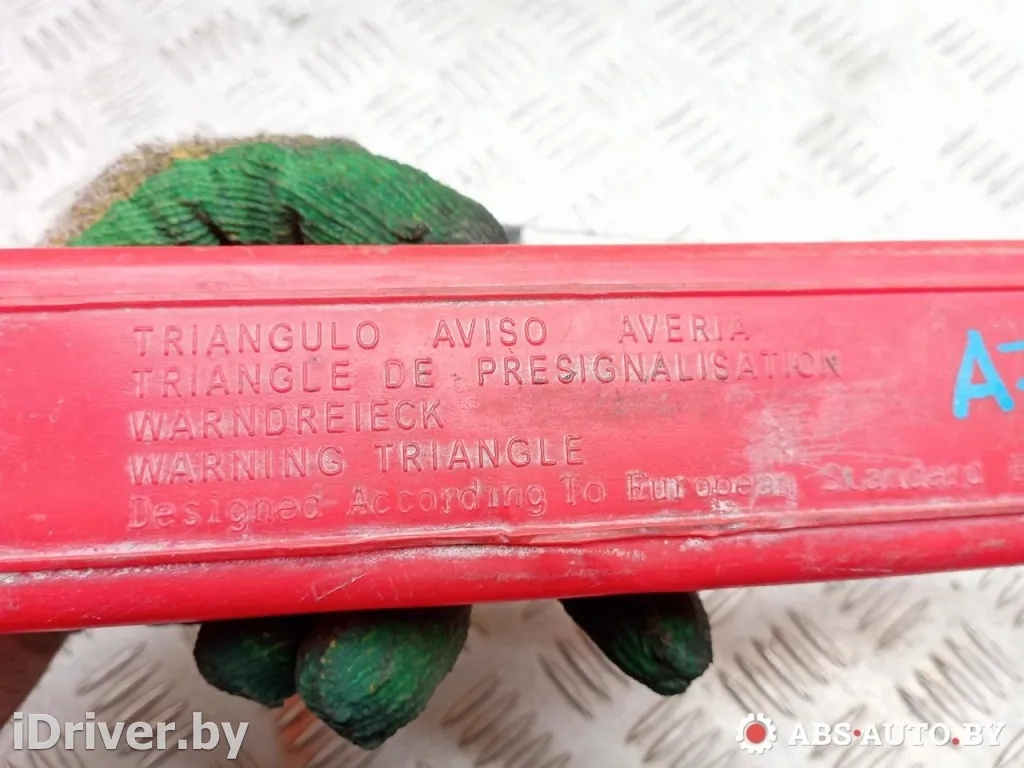 TRIANGULO AVISO AVERIA
TRIANGLE DE PRESIGNALISATION
WARNDREIECK
WARNING TRIANGLE
Designed According To European Standard
iDriver.by
ABS-AUTO.BY